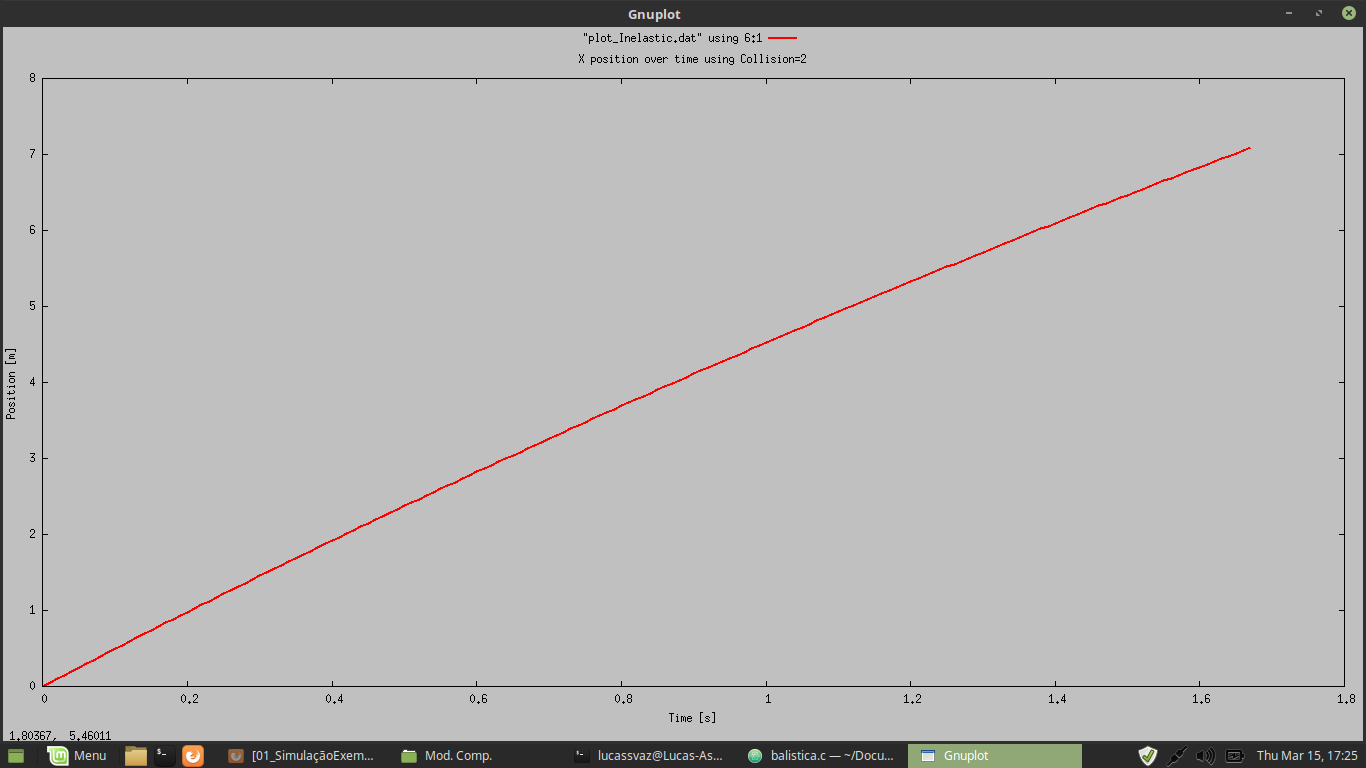 Gnuplot
"plot_Inelastic.dat" using 6:1
X position over time using Collision=2
8
7
6
5
4
3
2
1
0
Position [m]
0 0.2 0.4 0.6 0.8 1 1.2 1.4 1.6 1.8
Time [s]
1.80367, 5.46011
Menu [01_SimulaçãoExem... Mod. Comp. lucassvaz@Lucas-As... balistica.c — ~/Docu... Gnuplot Thu Mar 15, 17:25